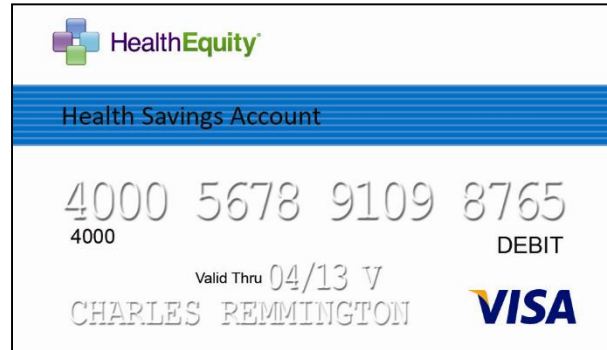 HealthEquity
Health Savings Account
4000 5678 9109 8765
4000
DEBIT
Valid Thru 04/13 V
CHARLES REMMINGTON
VISA